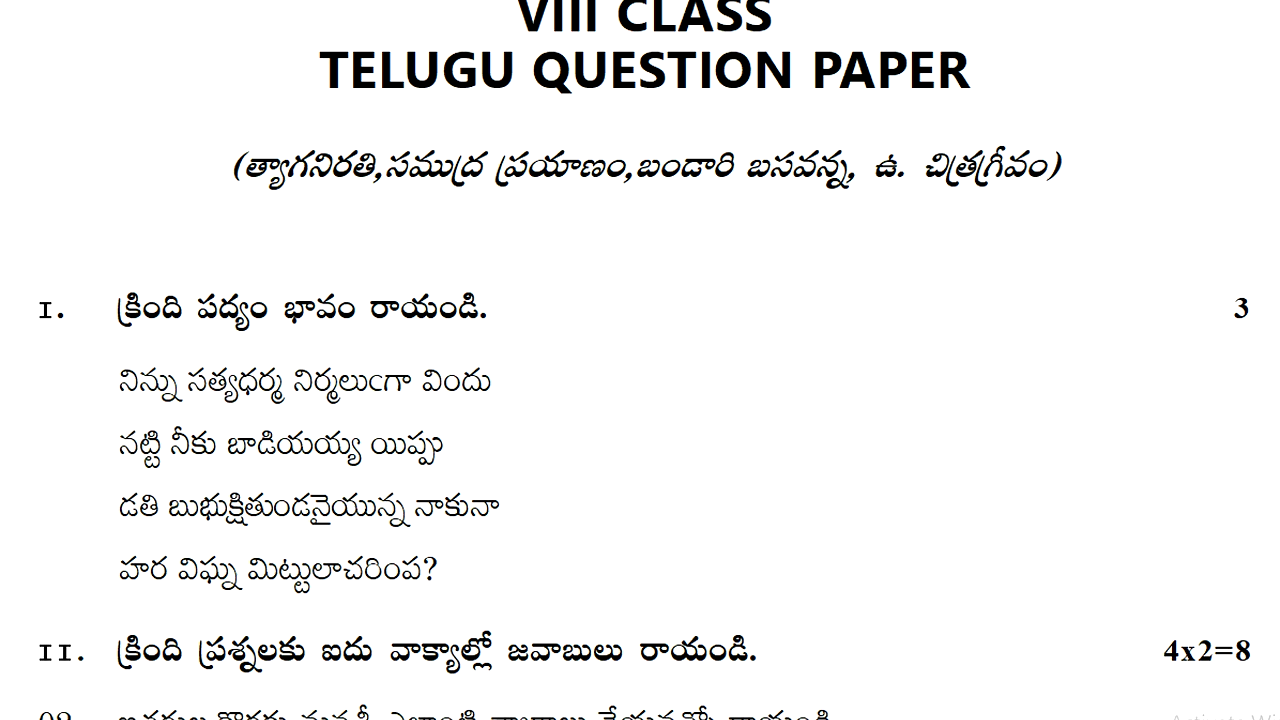 VIII CLASS
TELUGU QUESTION PAPER
(త్యాగనిరతి,సముద్ర ప్రయాణం,బండారి బసవన్న, ఉ. చిత్రగ్రీవం)
I. క్రింది పద్యం భావం రాయండి. 3
నిన్ను సత్యధర్మ నిర్మలుఁగా విందు
నట్టి నీకు బాడియయ్య యిప్పు
డతి బుభుక్షితుండనైయున్న నాకునా
హర విఘ్న మిట్టులాచరింప?
II. క్రింది ప్రశ్నలకు ఐదు వాక్యాల్లో జవాబులు రాయండి. 4x2=8